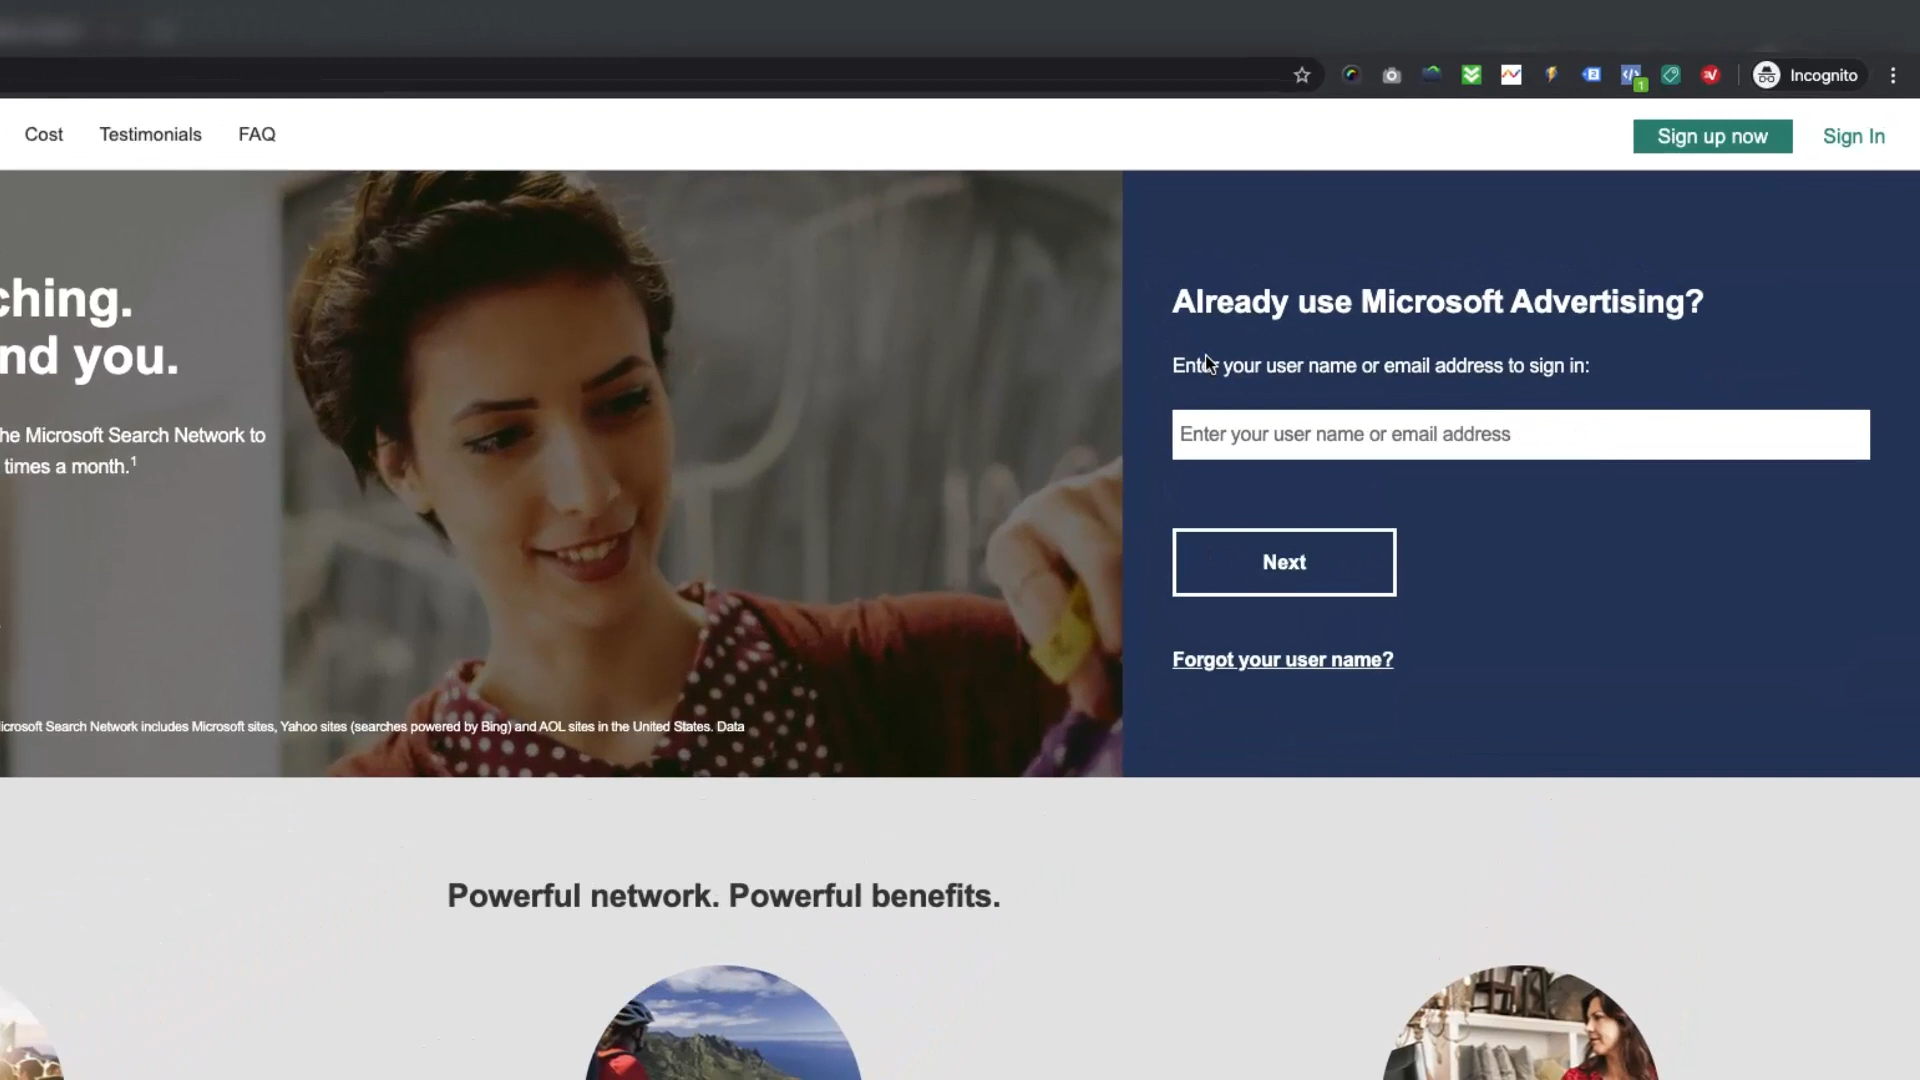 Incognito
1
Cost Testimonials FAQ
Sign up now Sign In
ching.
nd you.
he Microsoft Search Network to
times a month.1
icrosoft Search Network includes Microsoft sites, Yahoo sites (searches powered by Bing) and AOL sites in the United States. Data
Already use Microsoft Advertising?
Enter your user name or email address to sign in:
Enter your user name or email address
Next
Forgot your user name?
Powerful network. Powerful benefits.